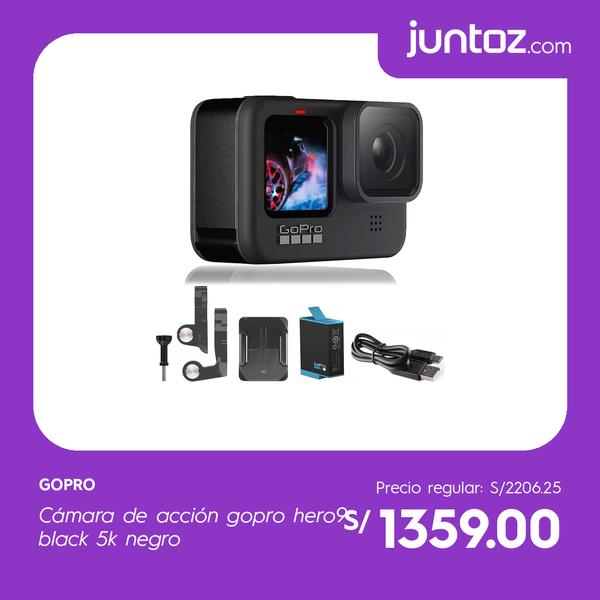 juntoz.com
GoPro
GOPRO
Cámara de acción gopro hero9
black 5k negro
Precio regular: S/2206.25
S/ 1359.00